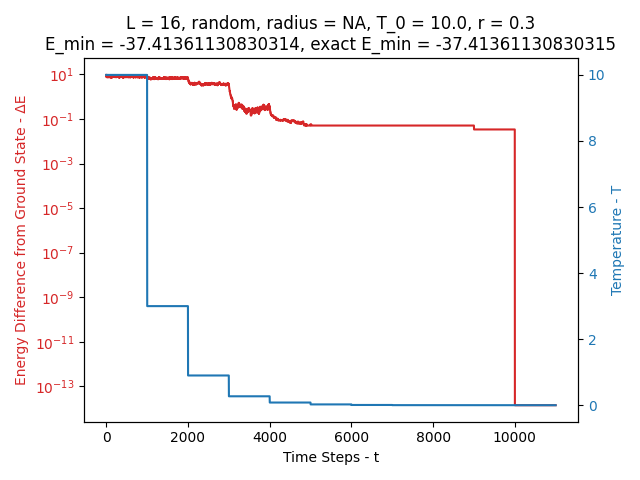 L = 16, random, radius = NA, T_0 = 10.0, r = 0.3
E_min = -37.41361130830314, exact E_min = -37.41361130830315
10¹
10⁻¹
10⁻³
10⁻⁵
10⁻⁷
10⁻⁹
10⁻¹¹
10⁻¹³
Energy Difference from Ground State - ΔE
10
8
6
4
2
0
Temperature - T
0 2000 4000 6000 8000 10000
Time Steps - t